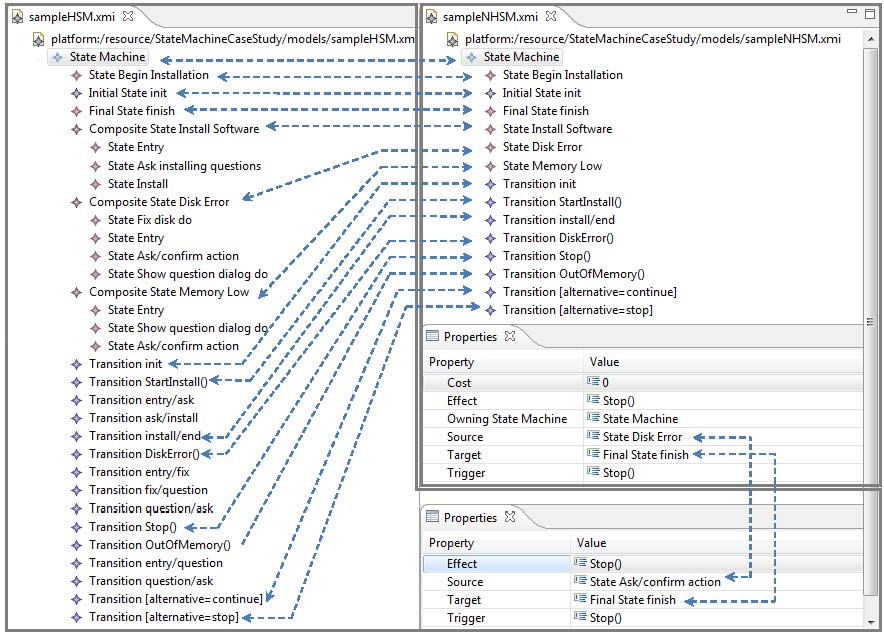 sampleHSM.xmi
platform:/resource/StateMachineCaseStudy/models/sampleHSM.xm
State Machine
State Begin Installation
Initial State init
Final State finish
Composite State Install Software
State Entry
State Ask installing questions
State Install
Composite State Disk Error
State Fix disk do
State Entry
State Ask/confirm action
State Show question dialog do
Composite State Memory Low
State Entry
State Show question dialog do
State Ask/confirm action
Transition init
Transition StartInstall()
Transition entry/ask
Transition ask/install
Transition install/end
Transition DiskError()
Transition entry/fix
Transition fix/question
Transition question/ask
Transition Stop()
Transition OutOfMemory()
Transition entry/question
Transition question/ask
Transition [alternative=continue]
Transition [alternative=stop]
sampleNHSM.xmi
platform:/resource/StateMachineCaseStudy/models/sampleNHSM.xmi
State Machine
State Begin Installation
Initial State init
Final State finish
State Install Software
State Disk Error
State Memory Low
Transition init
Transition StartInstall()
Transition install/end
Transition DiskError()
Transition Stop()
Transition OutOfMemory()
Transition [alternative=continue]
Transition [alternative=stop]
Properties
Property Value
Cost 0
Effect Stop()
Owning State Machine State Machine
Source State Disk Error
Target Final State finish
Trigger Stop()
Properties
Property Value
Effect Stop()
Source State Ask/confirm action
Target Final State finish
Trigger Stop()